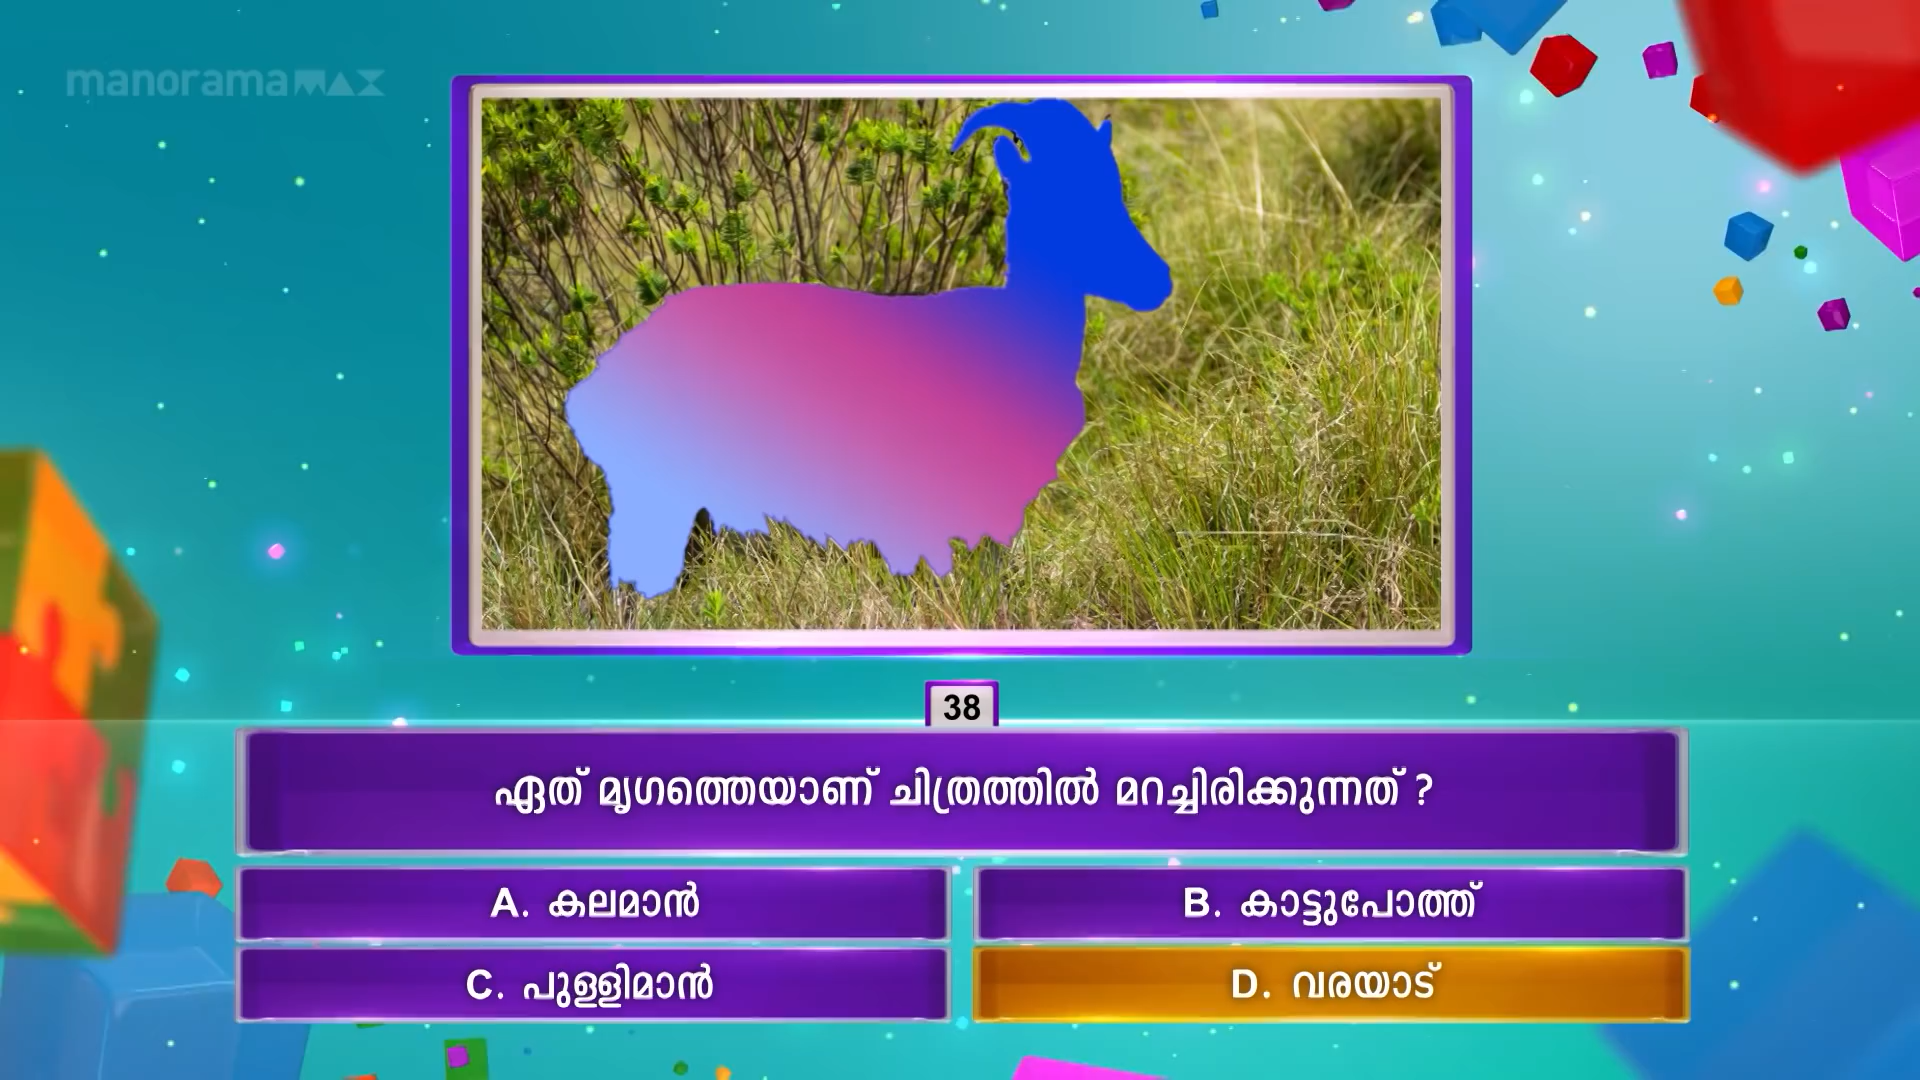 manoramaMAX
38
ഏത് മൃഗത്തെയാണ് ചിത്രത്തിൽ മറച്ചിരിക്കുന്നത് ?
A. കലമാൻ
B. കാട്ടുപോത്ത്
C. പുള്ളിമാൻ
D. വരയാട്